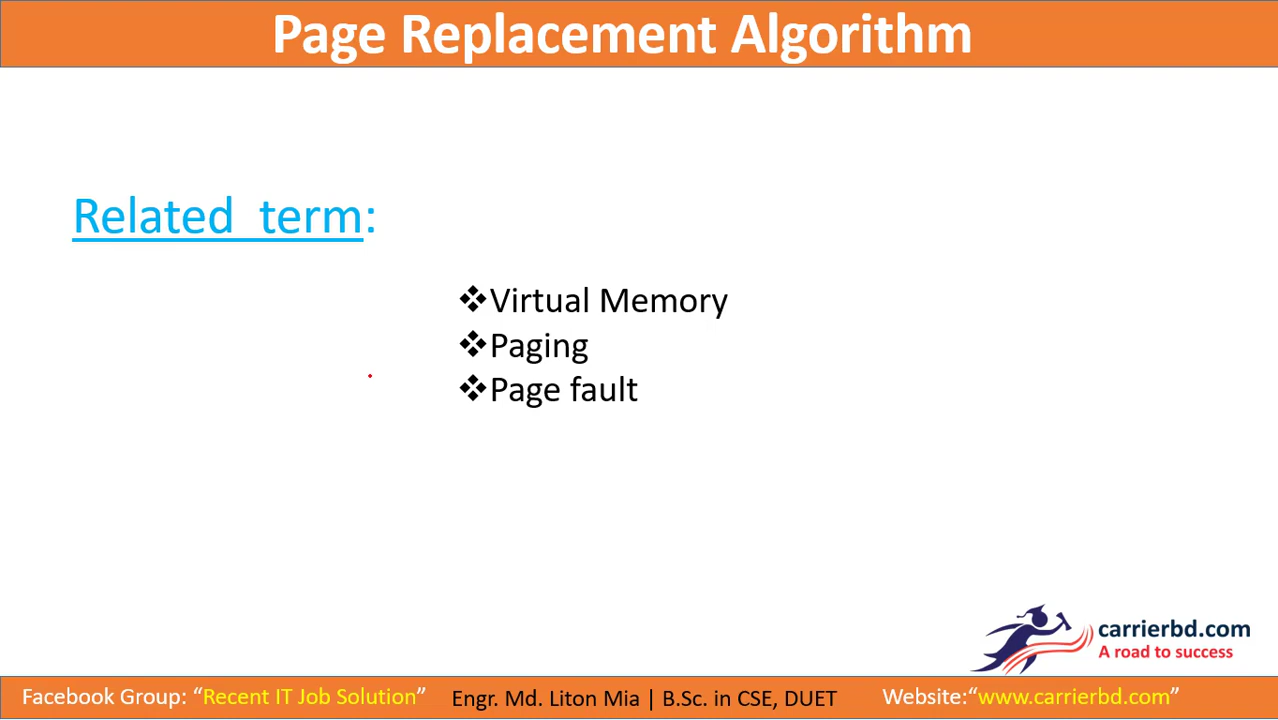 Page Replacement Algorithm
Related term:
❖Virtual Memory
❖Paging
❖Page fault
carrierbd.com
A road to success
Facebook Group: “Recent IT Job Solution” Engr. Md. Liton Mia | B.Sc. in CSE, DUET Website:“www.carrierbd.com”